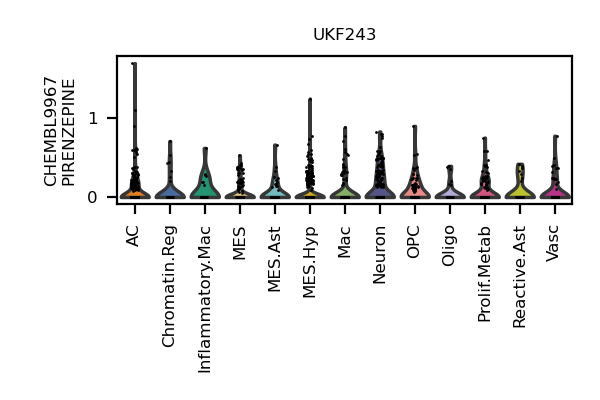 UKF243
CHEMBL9967
PIRENZEPINE
1
0
AC
Chromatin.Reg
Inflammatory.Mac
MES
MES.Ast
MES.Hyp
Mac
Neuron
OPC
Oligo
Prolif.Metab
Reactive.Ast
Vasc